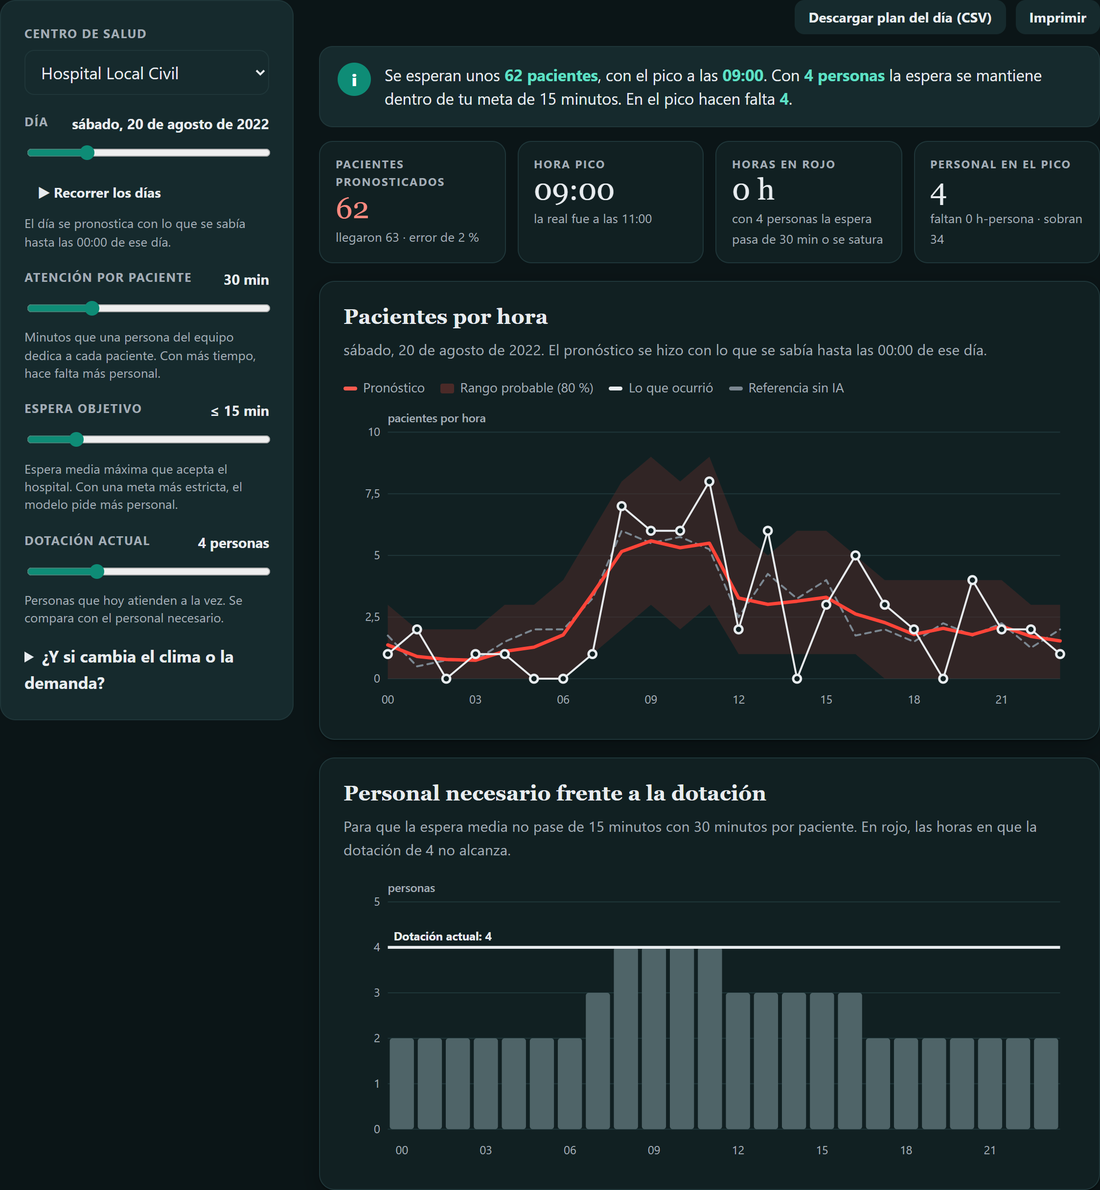 CENTRO DE SALUD
Hospital Local Civil
DÍA sábado, 20 de agosto de 2022
▶ Recorrer los días
El día se pronostica con lo que se sabía
hasta las 00:00 de ese día.
ATENCIÓN POR PACIENTE 30 min
Minutos que una persona del equipo
dedica a cada paciente. Con más tiempo,
hace falta más personal.
ESPERA OBJETIVO ≤ 15 min
Espera media máxima que acepta el
hospital. Con una meta más estricta, el
modelo pide más personal.
DOTACIÓN ACTUAL 4 personas
Personas que hoy atienden a la vez. Se
compara con el personal necesario.
▶ ¿Y si cambia el clima o la
demanda?
Descargar plan del día (CSV) Imprimir
i
Se esperan unos 62 pacientes, con el pico a las 09:00. Con 4 personas la espera se mantiene
dentro de tu meta de 15 minutos. En el pico hacen falta 4.
PACIENTES
PRONOSTICADOS
62
llegaron 63 · error de 2 %
HORA PICO
09:00
la real fue a las 11:00
HORAS EN ROJO
0 h
con 4 personas la espera
pasa de 30 min o se satura
PERSONAL EN EL PICO
4
faltan 0 h-persona · sobran
34
Pacientes por hora
sábado, 20 de agosto de 2022. El pronóstico se hizo con lo que se sabía hasta las 00:00 de ese día.
Pronóstico Rango probable (80 %) Lo que ocurrió Referencia sin IA
pacientes por hora
10
7,5
5
2,5
0
00 03 06 09 12 15 18 21
Personal necesario frente a la dotación
Para que la espera media no pase de 15 minutos con 30 minutos por paciente. En rojo, las horas en que la
dotación de 4 no alcanza.
personas
5
Dotación actual: 4
4
3
2
1
0
00 03 06 09 12 15 18 21